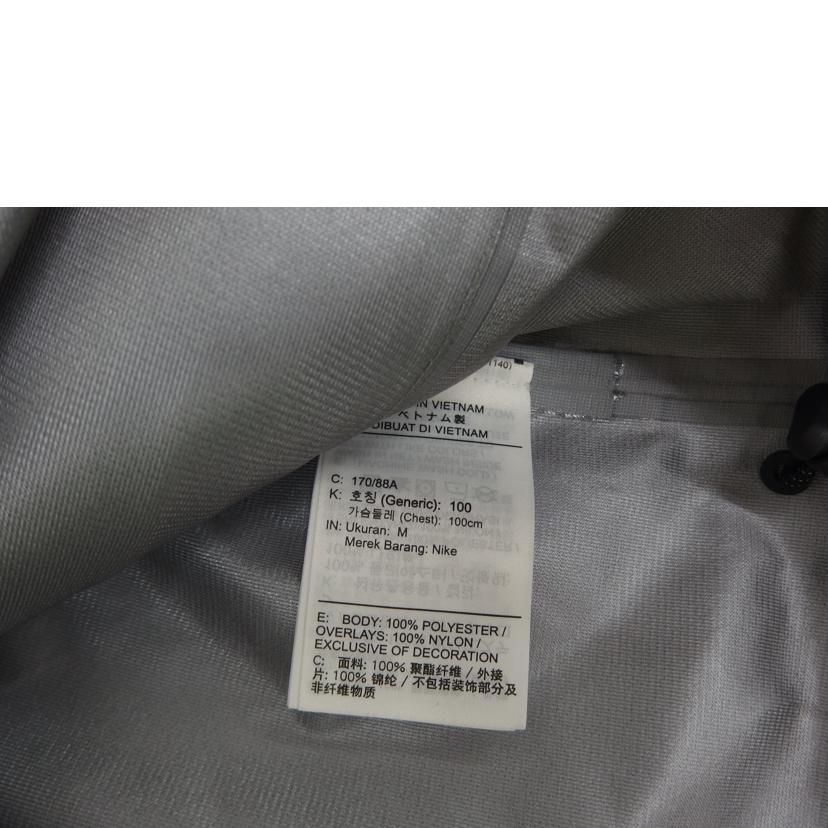 1140)
IN VIETNAM
ベトナム製
DIBUAT DI VIETNAM
C: 170/88A
K: 호칭 (Generic): 100
가슴둘레 (Chest): 100cm
IN: Ukuran: M
Merek Barang: Nike
E: BODY: 100% POLYESTER /
OVERLAYS: 100% NYLON /
EXCLUSIVE OF DECORATION
C: 面料: 100% 聚酯纤维 / 外接
片: 100% 锦纶 / 不包括装饰部分及
非纤维物质